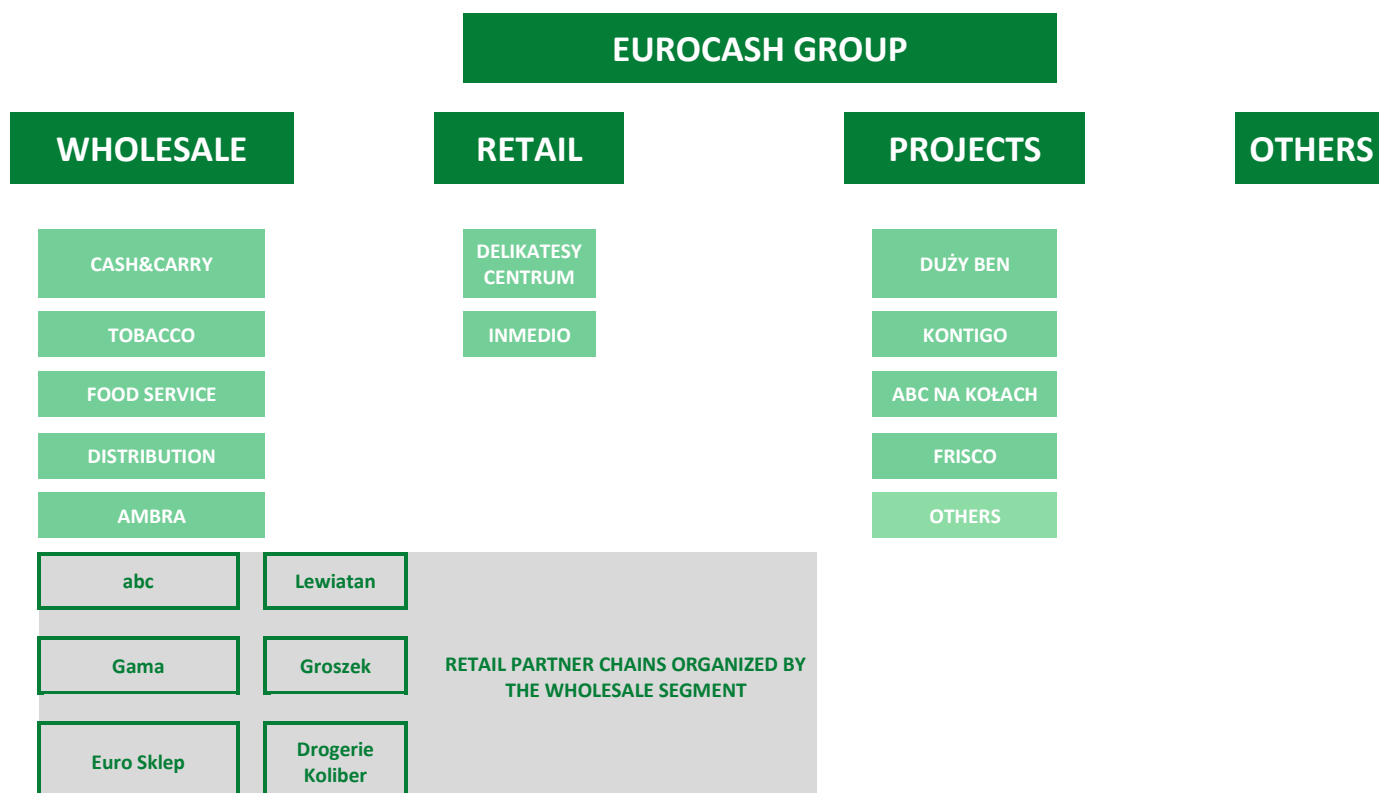 EUROCASH GROUP
WHOLESALE
RETAIL
PROJECTS
OTHERS
CASH&CARRY
DELIKATESY
CENTRUM
DUŻY BEN
TOBACCO
INMEDIO
KONTIGO
FOOD SERVICE
ABC NA KOŁACH
DISTRIBUTION
FRISCO
AMBRA
OTHERS
abc
Lewiatan
Gama
Groszek
RETAIL PARTNER CHAINS ORGANIZED BY
THE WHOLESALE SEGMENT
Euro Sklep
Drogerie
Koliber